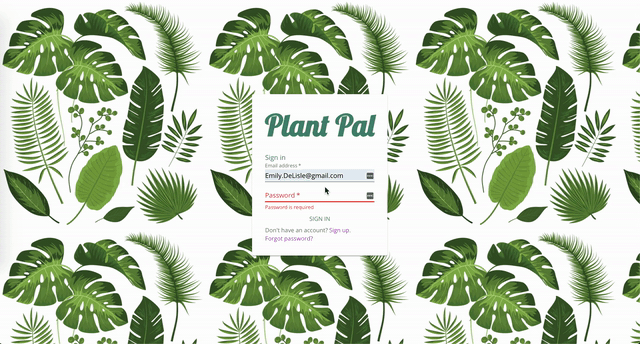 Plant Pal
Sign in
Email address *
Emily.DeLisle@gmail.com
Password *
Password is required
SIGN IN
Don't have an account? Sign up.
Forgot password?